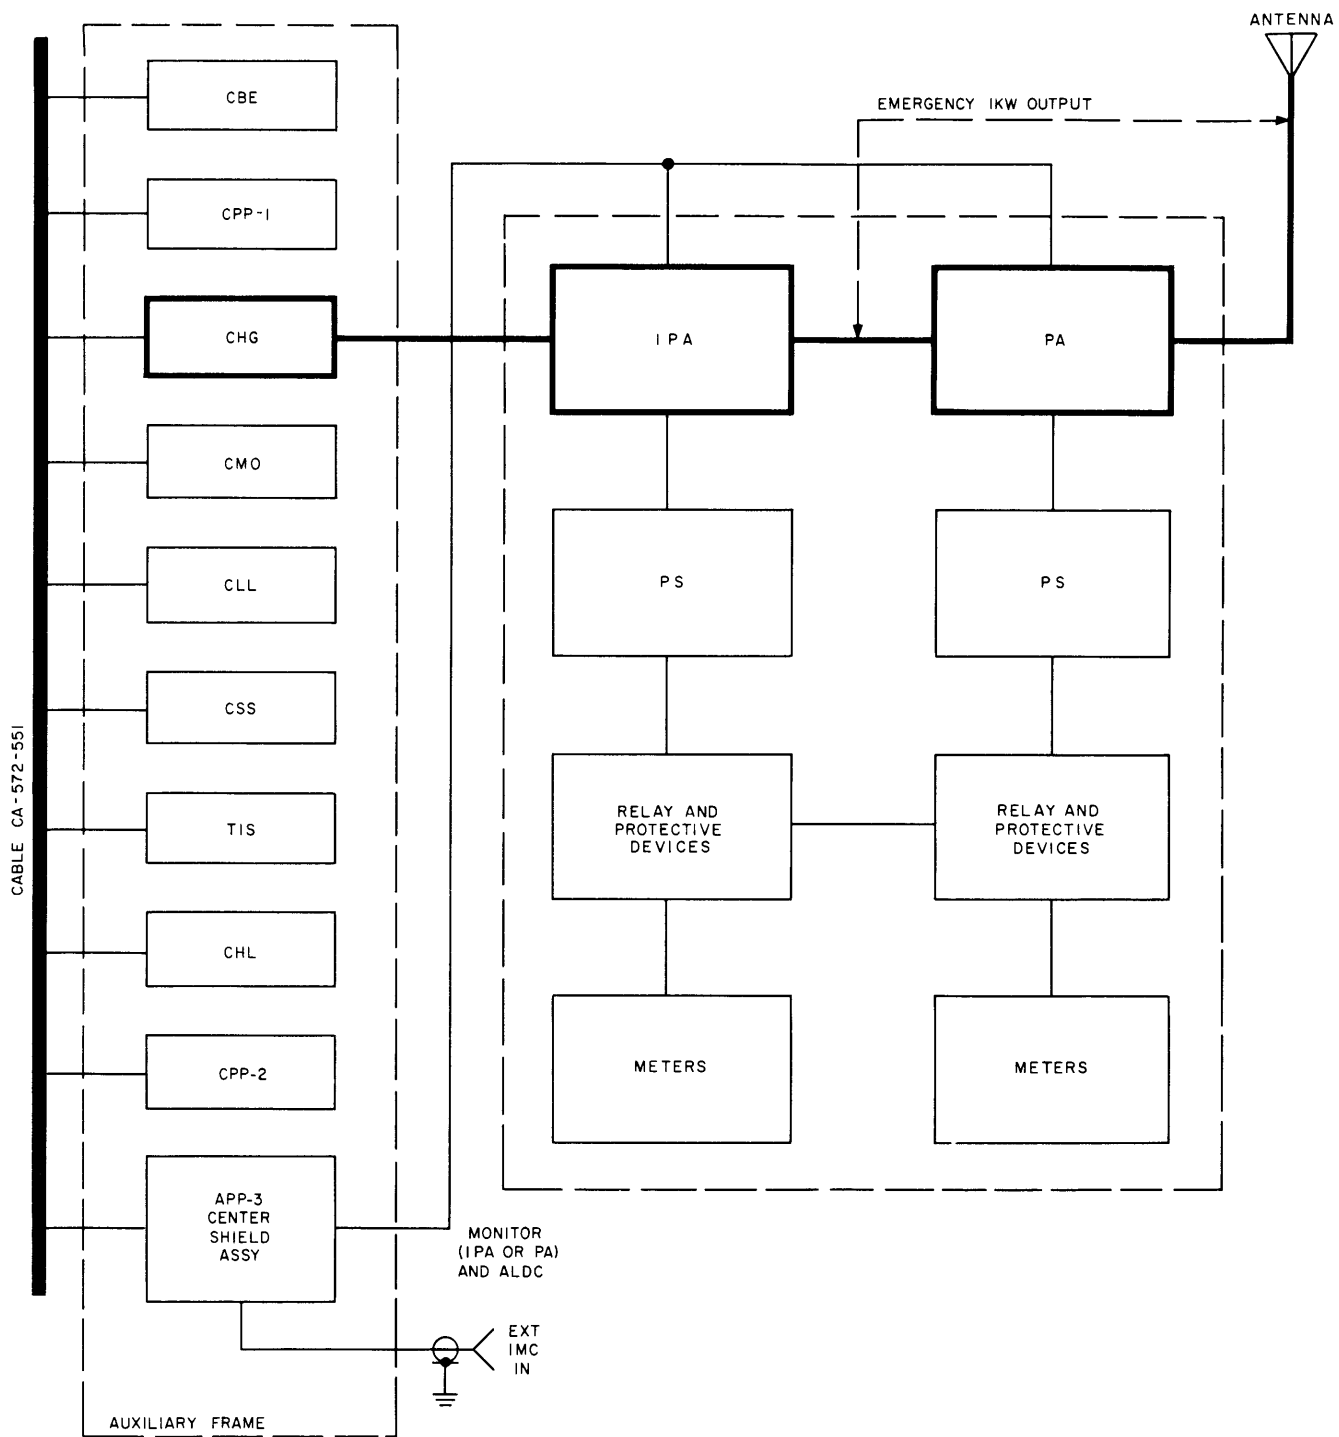 ANTENNA
CBE
EMERGENCY 1KW OUTPUT
CPP-1
CHG
IPA
PA
CMO
CLL
PS
PS
CSS
CABLE CA-572-551
TIS
RELAY AND
PROTECTIVE
DEVICES
RELAY AND
PROTECTIVE
DEVICES
CHL
CPP-2
METERS
METERS
APP-3
CENTER
SHIELD
ASSY
MONITOR
(IPA OR PA)
AND ALDC
EXT
IMC
IN
AUXILIARY FRAME